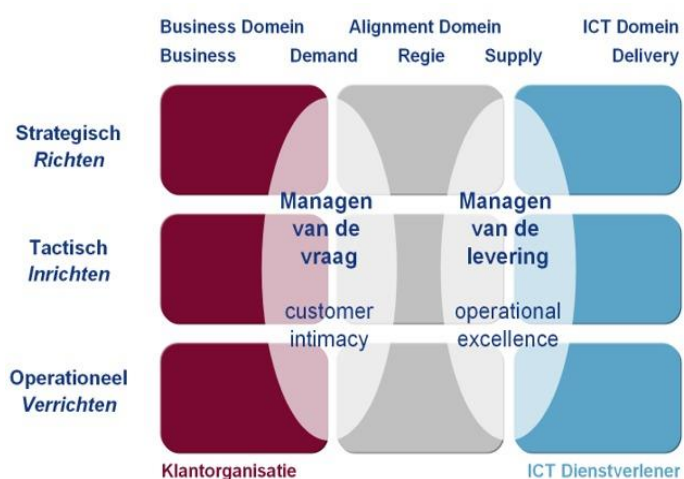 Business Domein Alignment Domein ICT Domein
Business Demand Regie Supply Delivery
Strategisch
Richten
Managen
van de
vraag
Managen
van de
levering
Tactisch
Inrichten
customer
intimacy
operational
excellence
Operationeel
Verrichten
Klantorganisatie ICT Dienstverlener